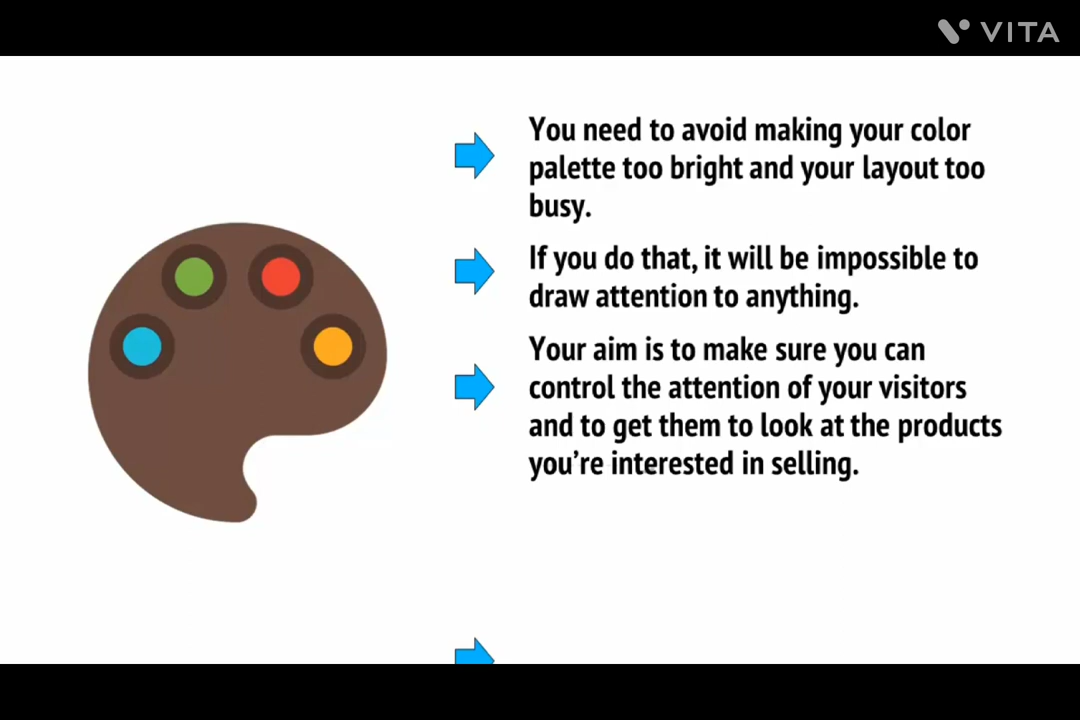 VITA
You need to avoid making your color
palette too bright and your layout too
busy.
If you do that, it will be impossible to
draw attention to anything.
Your aim is to make sure you can
control the attention of your visitors
and to get them to look at the products
you’re interested in selling.